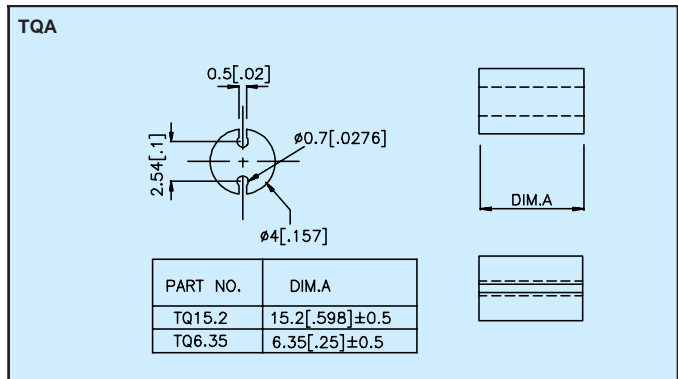 TQA
0.5[.02]
ø0.7[.0276]
2.54[.1]
ø4[.157]
DIM.A
PART NO. DIM.A
TQ15.2 15.2[.598]±0.5
TQ6.35 6.35[.25]±0.5